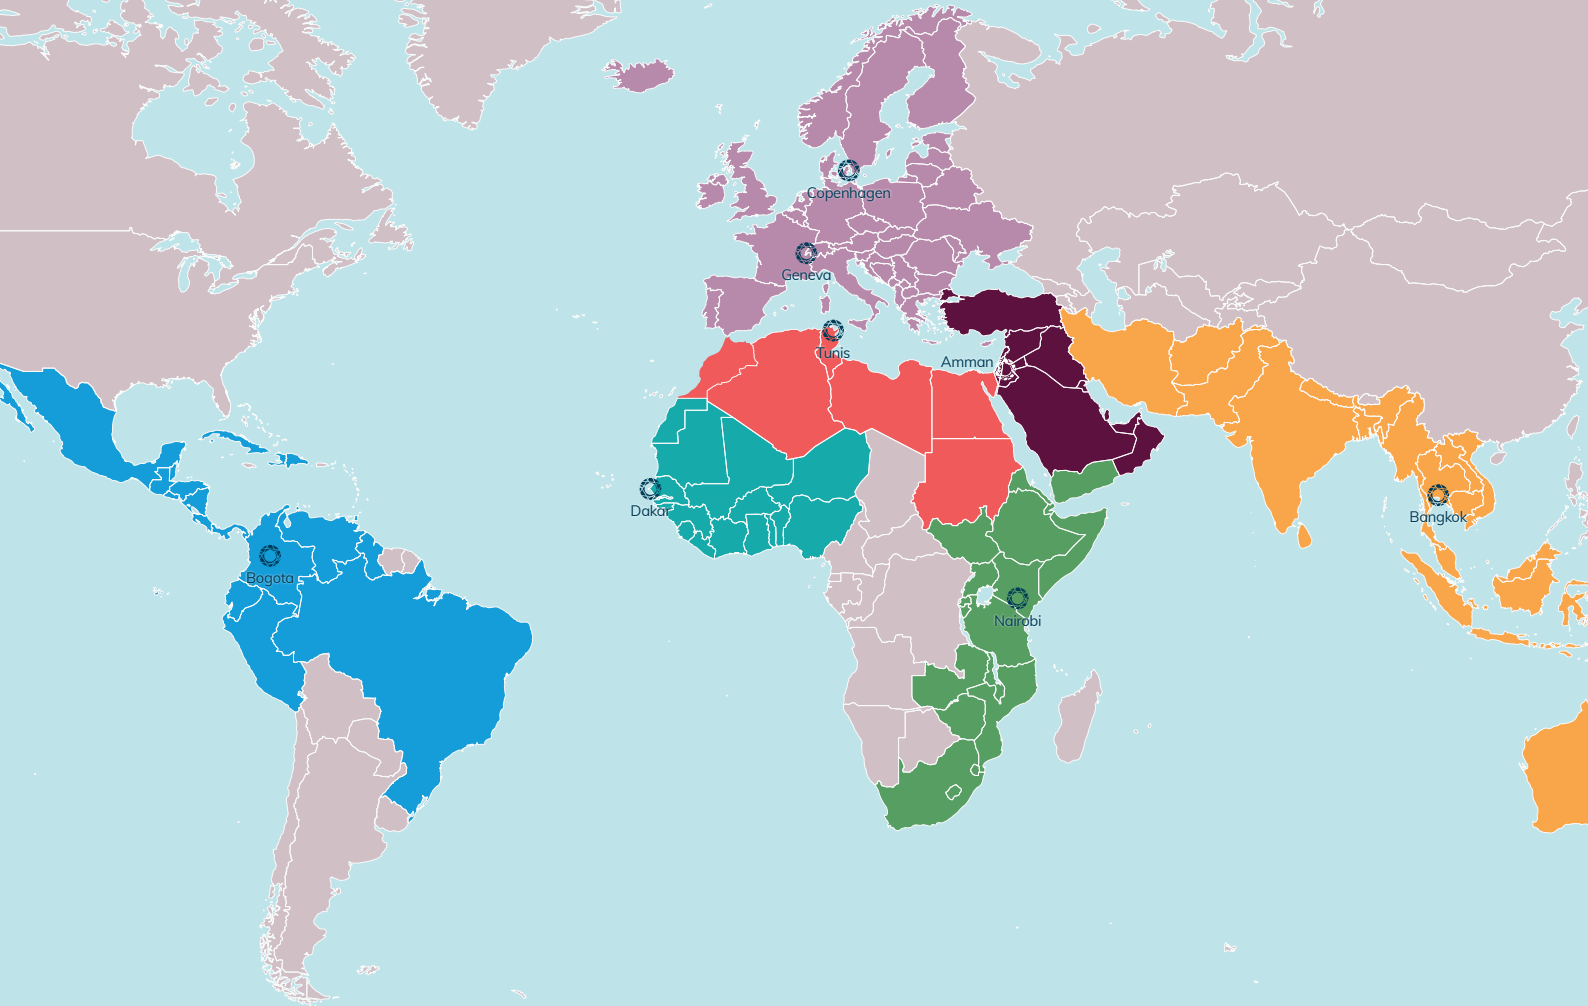 Copenhagen
Geneva
Tunis
Amman
Dakar
Bangkok
Bogota
Nairobi